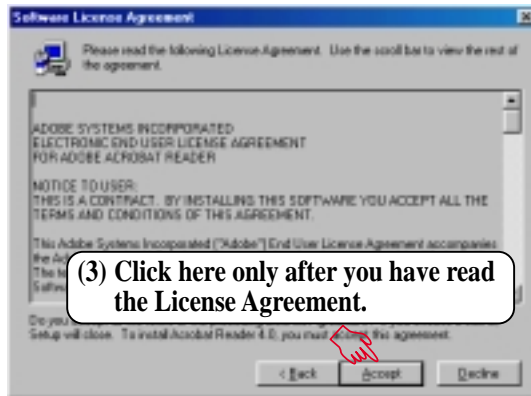 Software License Agreement
Please read the following License Agreement. Use the scroll bar to view the rest of
the agreement.
ADOBE SYSTEMS INCORPORATED
ELECTRONIC END USER LICENSE AGREEMENT
FOR ADOBE ACROBAT READER
NOTICE TO USER:
THIS IS A CONTRACT. BY INSTALLING THIS SOFTWARE YOU ACCEPT ALL THE
TERMS AND CONDITIONS OF THIS AGREEMENT.
This Adobe Systems Incorporated ("Adobe") End User License Agreement accompanies
the
(3) Click here only after you have read
the License Agreement.
Do you
Setup will close. To install Acrobat Reader 4.0, you must accept this agreement.
< Back
Accept
Decline